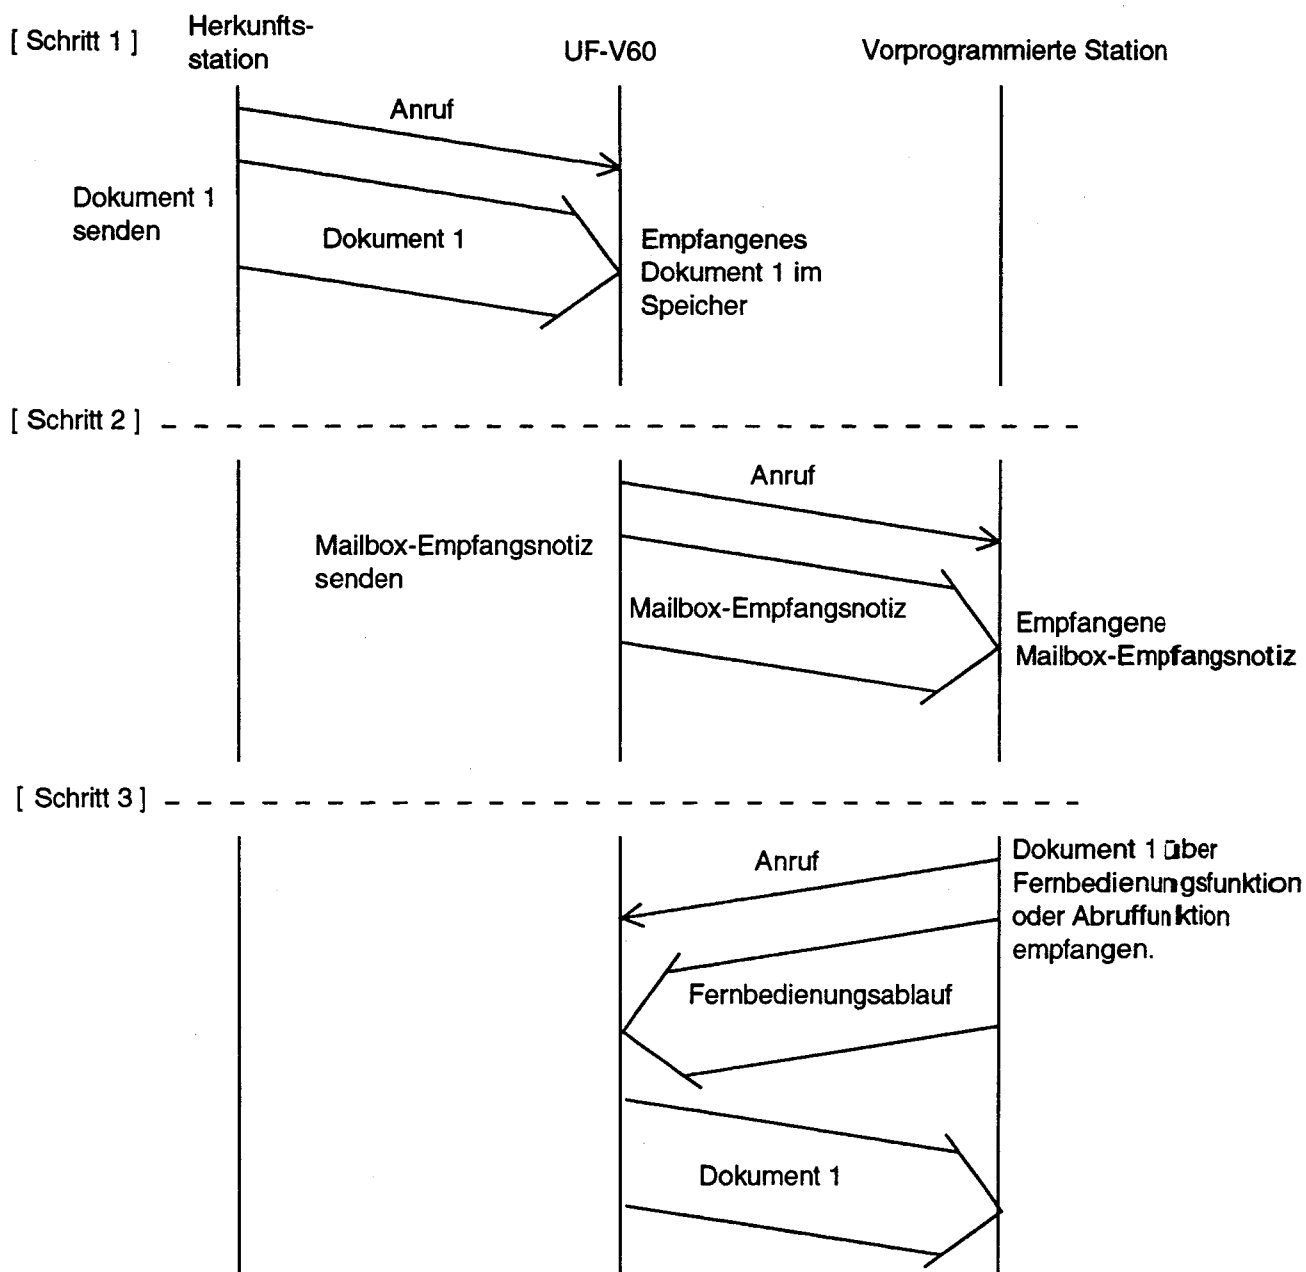 [ Schritt 1 ]
Herkunfts-
station
UF-V60
Vorprogrammierte Station
Anruf
Dokument 1
senden
Dokument 1
Empfangenes
Dokument 1 im
Speicher
[ Schritt 2 ]
Anruf
Mailbox-Empfangsnotiz
senden
Mailbox-Empfangsnotiz
Empfangene
Mailbox-Empfangsnotiz
[ Schritt 3 ]
Anruf
Dokument 1 über
Fernbedienungsfunktion
oder Abruffunktion
empfangen.
Fernbedienungsablauf
Dokument 1